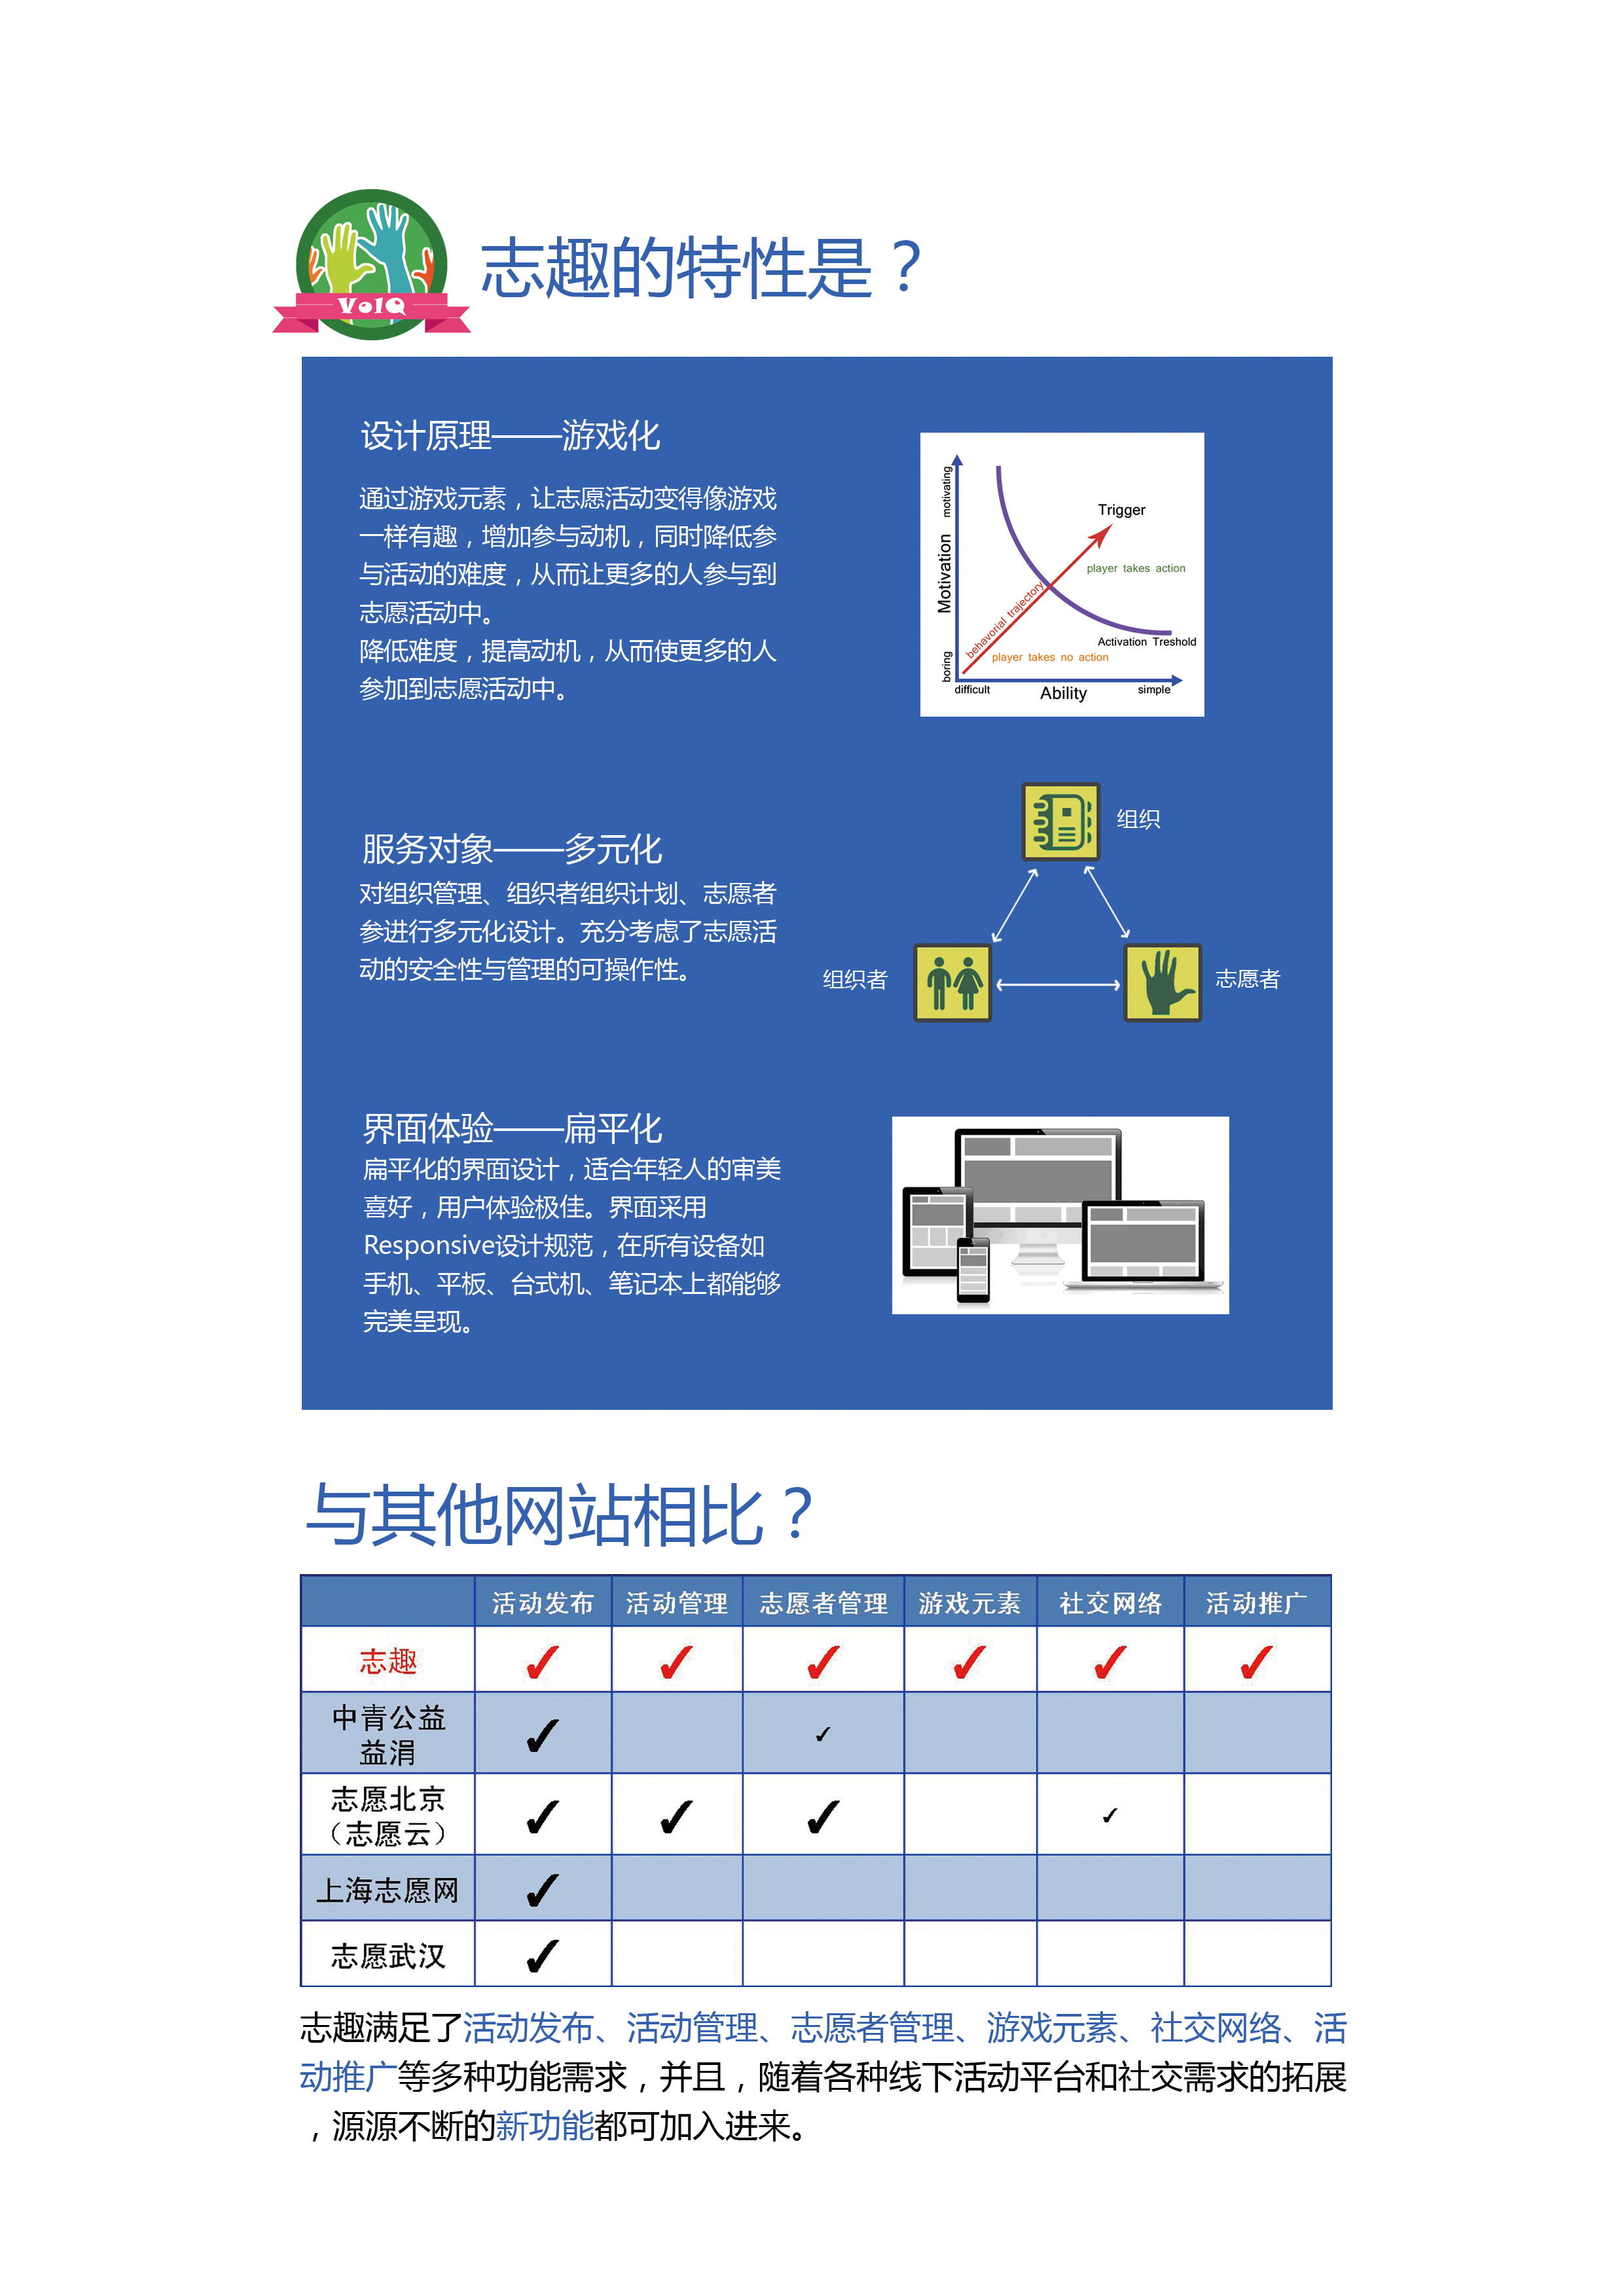 VolQ
志趣的特性是？
设计原理——游戏化
通过游戏元素，让志愿活动变得像游戏
一样有趣，增加参与动机，同时降低参
与活动的难度，从而让更多的人参与到
志愿活动中。
降低难度，提高动机，从而使更多的人
参加到志愿活动中。
motivating
Motivation
boring
Trigger
player takes action
behavorial trajectory
Activation Treshold
player takes no action
difficult
Ability
simple
服务对象——多元化
对组织管理、组织者组织计划、志愿者
参进行多元化设计。充分考虑了志愿活
动的安全性与管理的可操作性。
组织
组织者
志愿者
界面体验——扁平化
扁平化的界面设计，适合年轻人的审美
喜好，用户体验极佳。界面采用
Responsive设计规范，在所有设备如
手机、平板、台式机、笔记本上都能够
完美呈现。
与其他网站相比？
活动发布 活动管理 志愿者管理 游戏元素 社交网络 活动推广
志趣 ✓ ✓ ✓ ✓ ✓ ✓
中青公益
益涓 ✓ ✓
志愿北京
（志愿云） ✓ ✓ ✓ ✓
上海志愿网 ✓
志愿武汉 ✓
志趣满足了活动发布、活动管理、志愿者管理、游戏元素、社交网络、活
动推广等多种功能需求，并且，随着各种线下活动平台和社交需求的拓展
，源源不断的新功能都可加入进来。